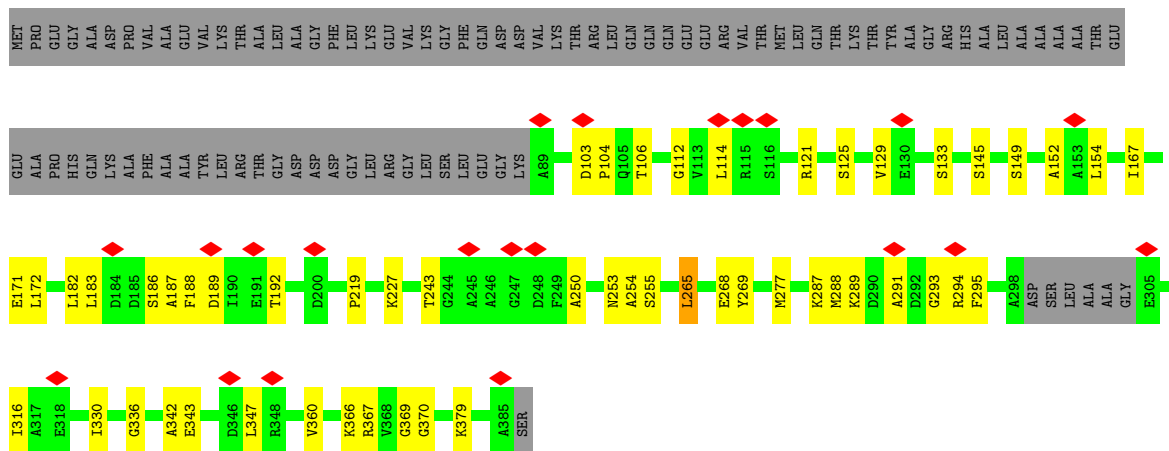 MET PRO GLU GLY ALA ASP PRO VAL ALA GLU VAL LYS THR ALA LEU ALA GLY PHE LEU LYS GLU VAL LYS GLY PHE GLN ASP ASP VAL LYS THR ARG LEU GLN GLN GLN GLU GLU ARG VAL THR MET LEU GLN THR LYS THR TYR ALA GLY ARG HIS ALA LEU ALA ALA ALA ALA THR GLU
GLU ALA PRO HIS GLN LYS ALA PHE ALA ALA TYR LEU ARG THR GLY ASP ASP ASP GLY LEU ARG GLY LEU SER LEU GLU GLY LYS A89 D103 P104 Q105 T106 G112 V113 L114 R115 S116 R121 S125 V129 E130 S133 S145 S149 A152 A153 L154 I167
E171 L172 L182 L183 D184 D185 S186 A187 F188 D189 I190 E191 T192 D200 P219 K227 T243 G244 A245 A246 G247 D248 F249 A250 N253 A254 S255 L265 E268 Y269 M277 K287 M288 K289 D290 A291 D292 G293 R294 F295 A298 ASP SER LEU ALA ALA GLY E305
I316 A317 E318 I330 G336 A342 E343 D346 L347 R348 V360 K366 R367 V368 G369 G370 K379 A385 SER